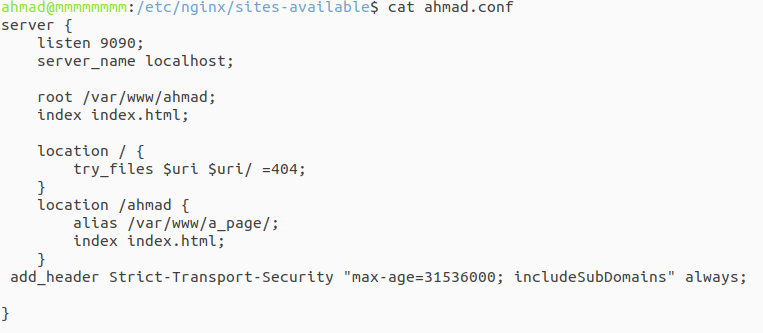 ahmad@mmmmmmmm:/etc/nginx/sites-available$ cat ahmad.conf
server {
    listen 9090;
    server_name localhost;

    root /var/www/ahmad;
    index index.html;

    location / {
        try_files $uri $uri/ =404;
    }
    location /ahmad {
        alias /var/www/a_page/;
        index index.html;
    }
 add_header Strict-Transport-Security "max-age=31536000; includeSubDomains" always;

}